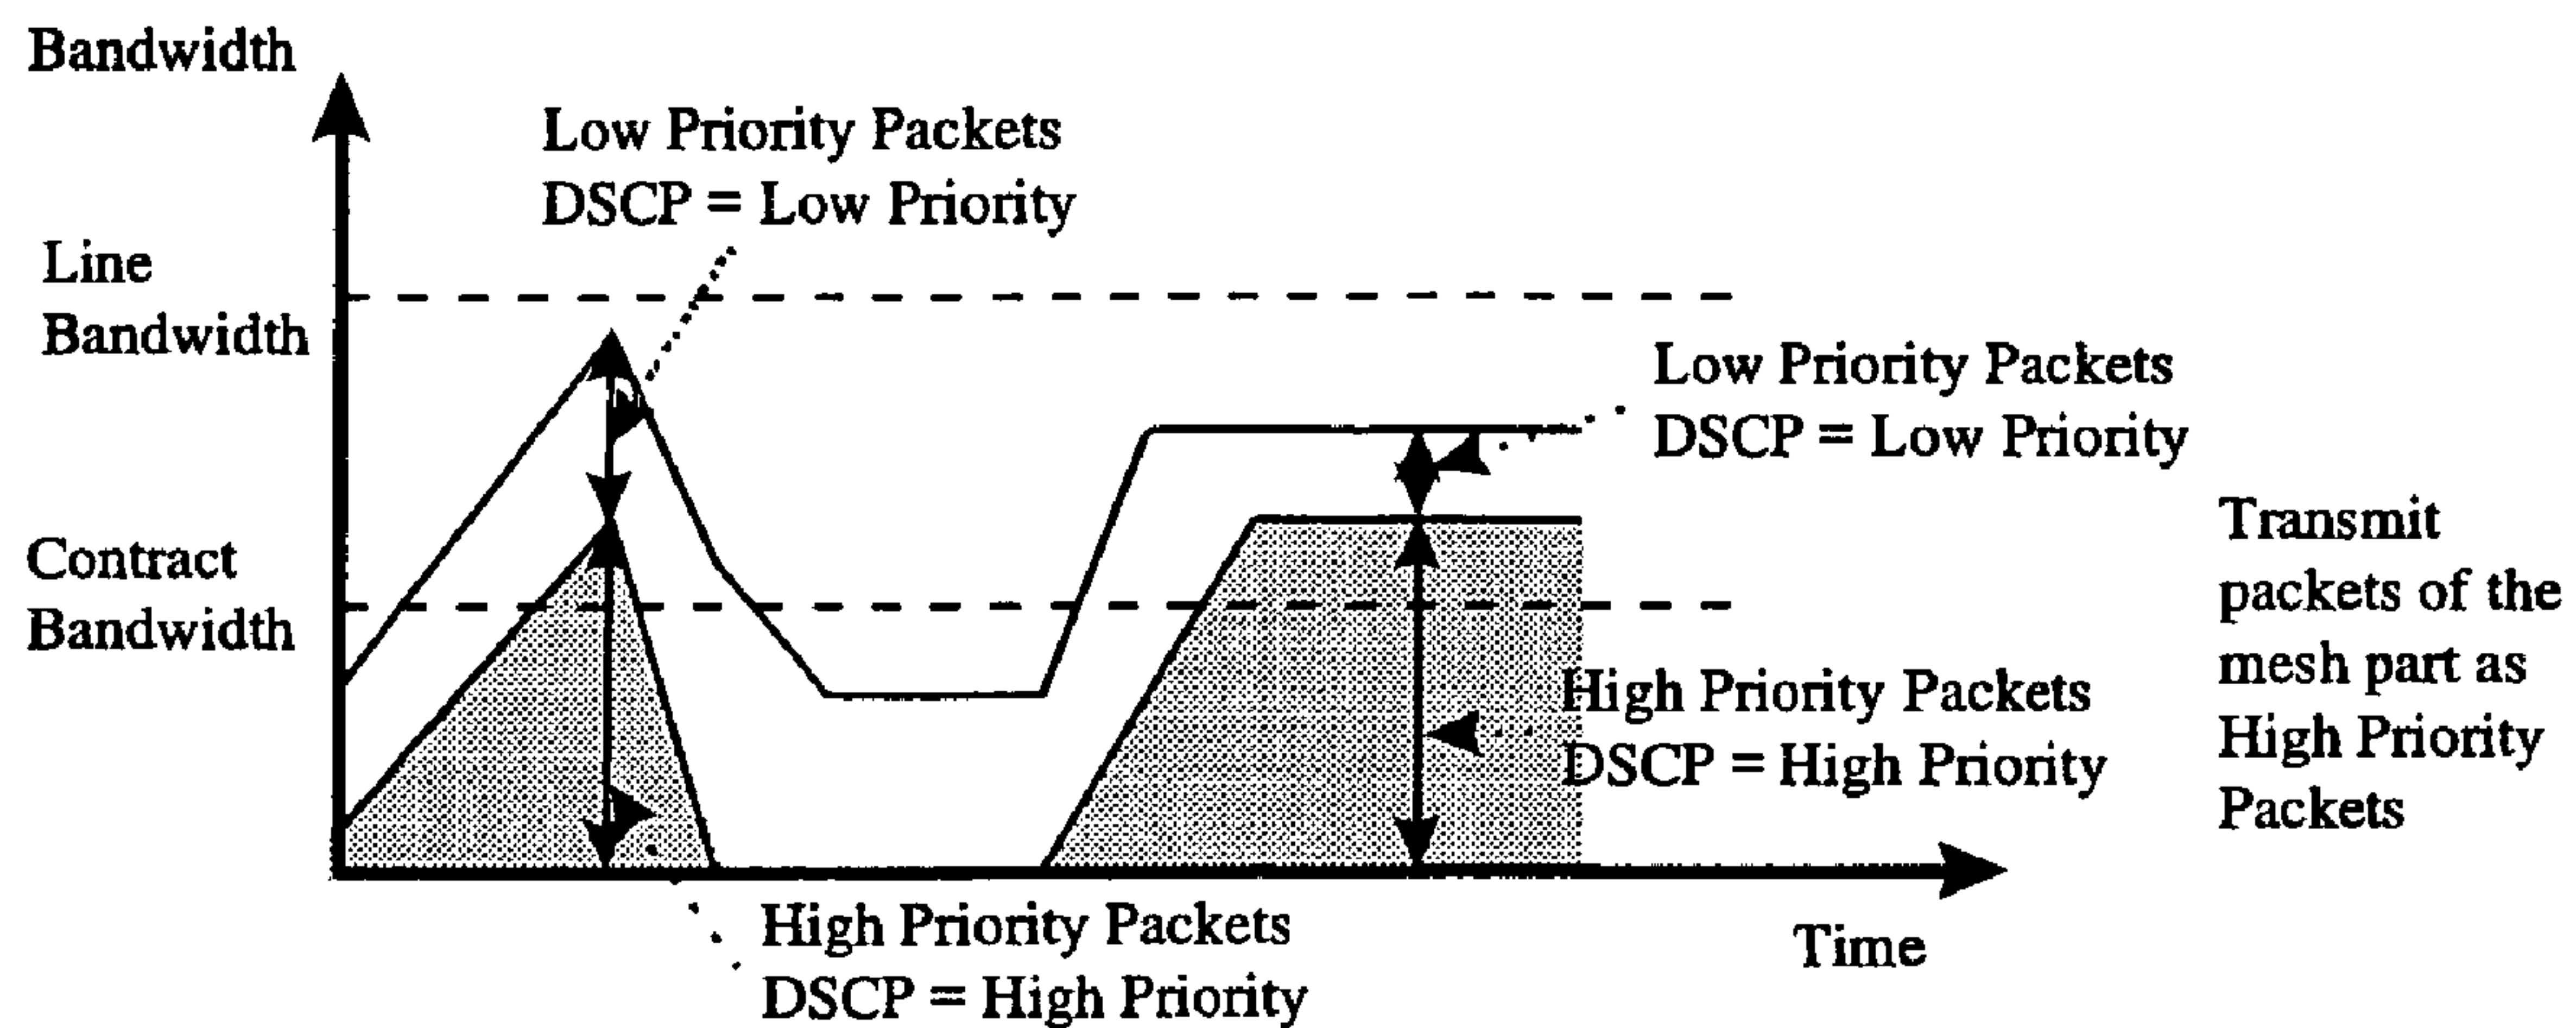 Bandwidth
Low Priority Packets
DSCP = Low Priority
Line
Bandwidth
Low Priority Packets
DSCP = Low Priority
Contract
Bandwidth
High Priority Packets
DSCP = High Priority
Transmit
packets of the
mesh part as
High Priority
Packets
High Priority Packets
DSCP = High Priority
Time